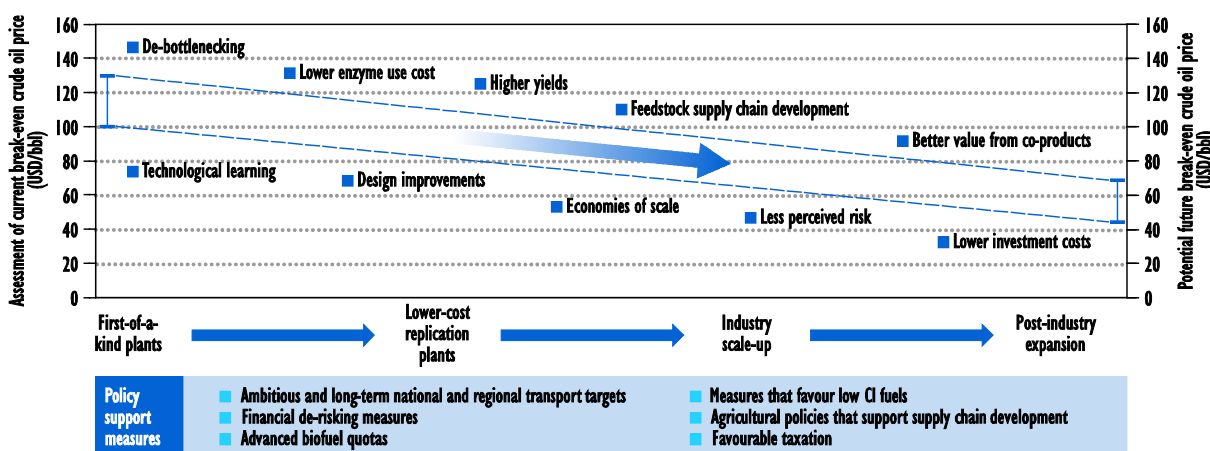 Assessment of current break-even crude oil price
(USD/bbl)
160
140
120
100
80
60
40
20
0
De-bottlenecking
Lower enzyme use cost
Higher yields
Feedstock supply chain development
Better value from co-products
Technological learning
Design improvements
Economies of scale
Less perceived risk
Lower investment costs
160
140
120
100
80
60
40
20
0
Potential future break-even crude oil price
(USD/bbl)
First-of-a-
kind plants
Lower-cost
replication
plants
Industry
scale-up
Post-industry
expansion
Policy
support
measures
Ambitious and long-term national and regional transport targets
Financial de-risking measures
Advanced biofuel quotas
Measures that favour low CI fuels
Agricultural policies that support supply chain development
Favourable taxation